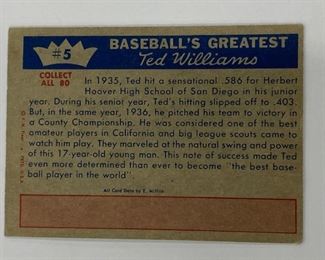 #5
COLLECT
ALL 80
BASEBALL'S GREATEST
Ted Williams
In 1935, Ted hit a sensational .586 for Herbert
Hoover High School of San Diego in his junior
year. During his senior year, Ted's hitting slipped off to .403.
But, in the same year, 1936, he pitched his team to victory in
a County Championship. He was considered one of the best
amateur players in California and big league scouts came to
watch him. They marveled at the natural swing and power of
this 17-year-old young man. This note of success made Ted
even more determined than ever to become "the best base-
ball player in the world".
All Card Data by E. Mifflin